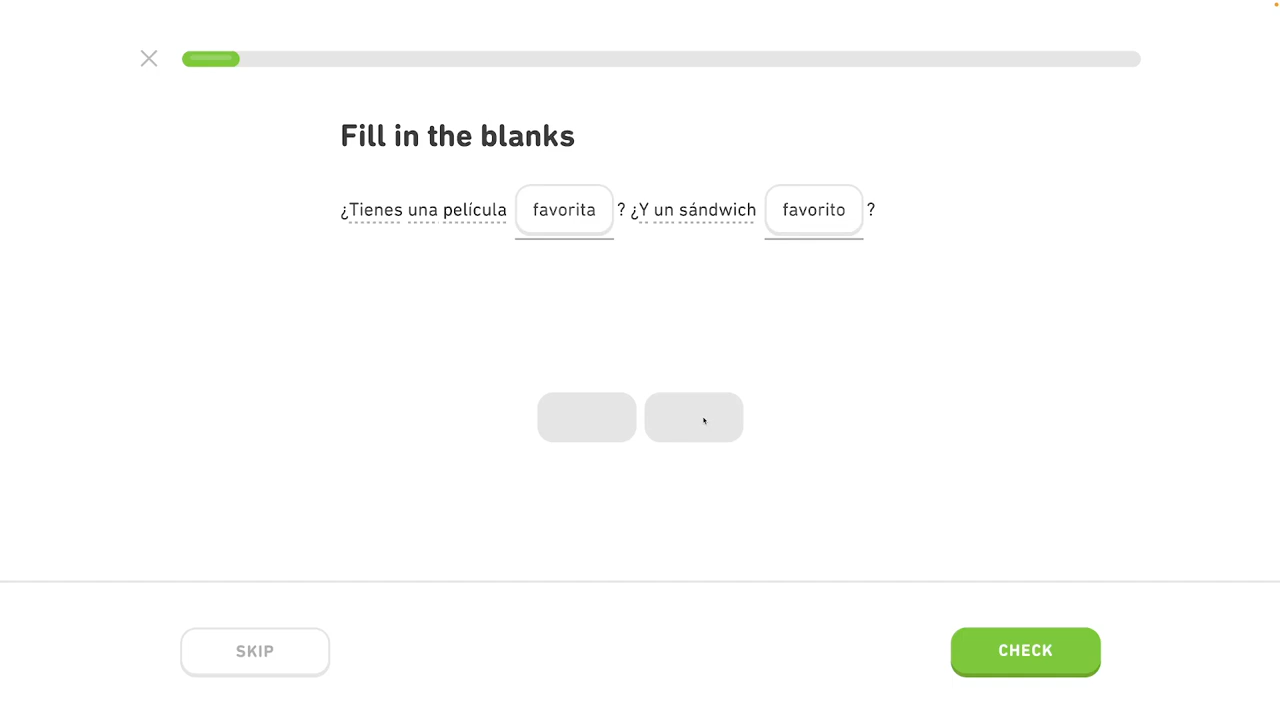 Fill in the blanks
¿Tienes una película favorita ? ¿Y un sándwich favorito ?
SKIP
CHECK